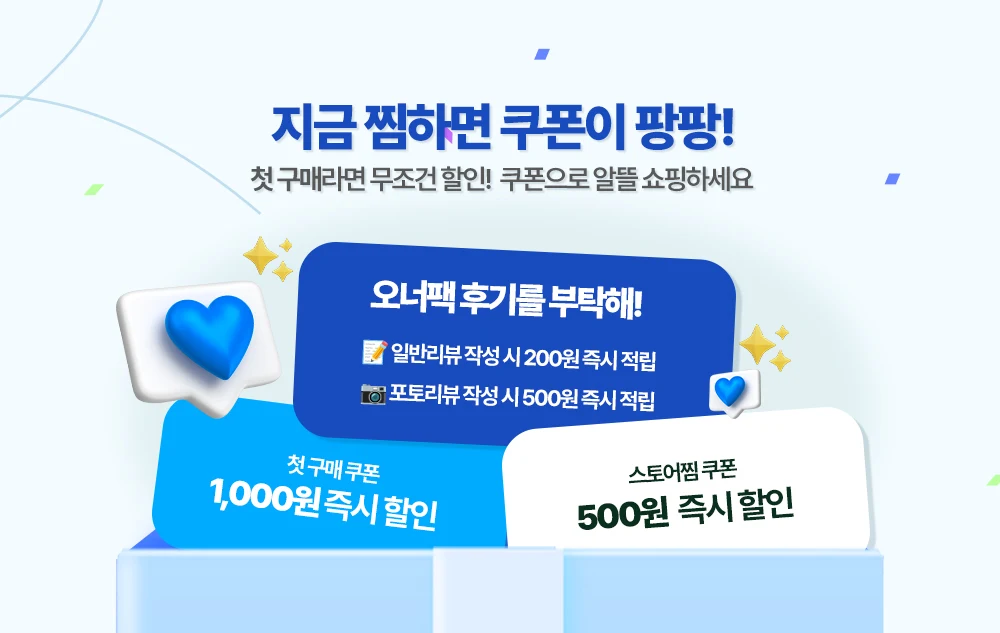 지금 찜하면 쿠폰이 팡팡!
첫 구매라면 무조건 할인! 쿠폰으로 알뜰 쇼핑하세요
오너팩 후기를 부탁해!
📝 일반리뷰 작성 시 200원 즉시 적립
📷 포토리뷰 작성 시 500원 즉시 적립
첫 구매 쿠폰
1,000원 즉시 할인
스토어찜 쿠폰
500원 즉시 할인